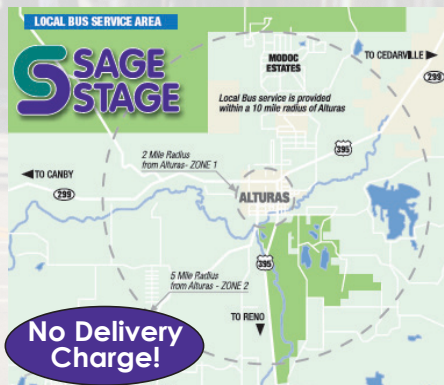 LOCAL BUS SERVICE AREA
SAGE
STAGE
MODOC
ESTATES
TO CEDARVILLE
299
Local Bus service is provided
within a 10 mile radius of Alturas
395
2 Mile Radius
from Alturas- ZONE 1
TO CANBY
299
ALTURAS
395
5 Mile Radius
from Alturas - ZONE 2
TO RENO
No Delivery
Charge!